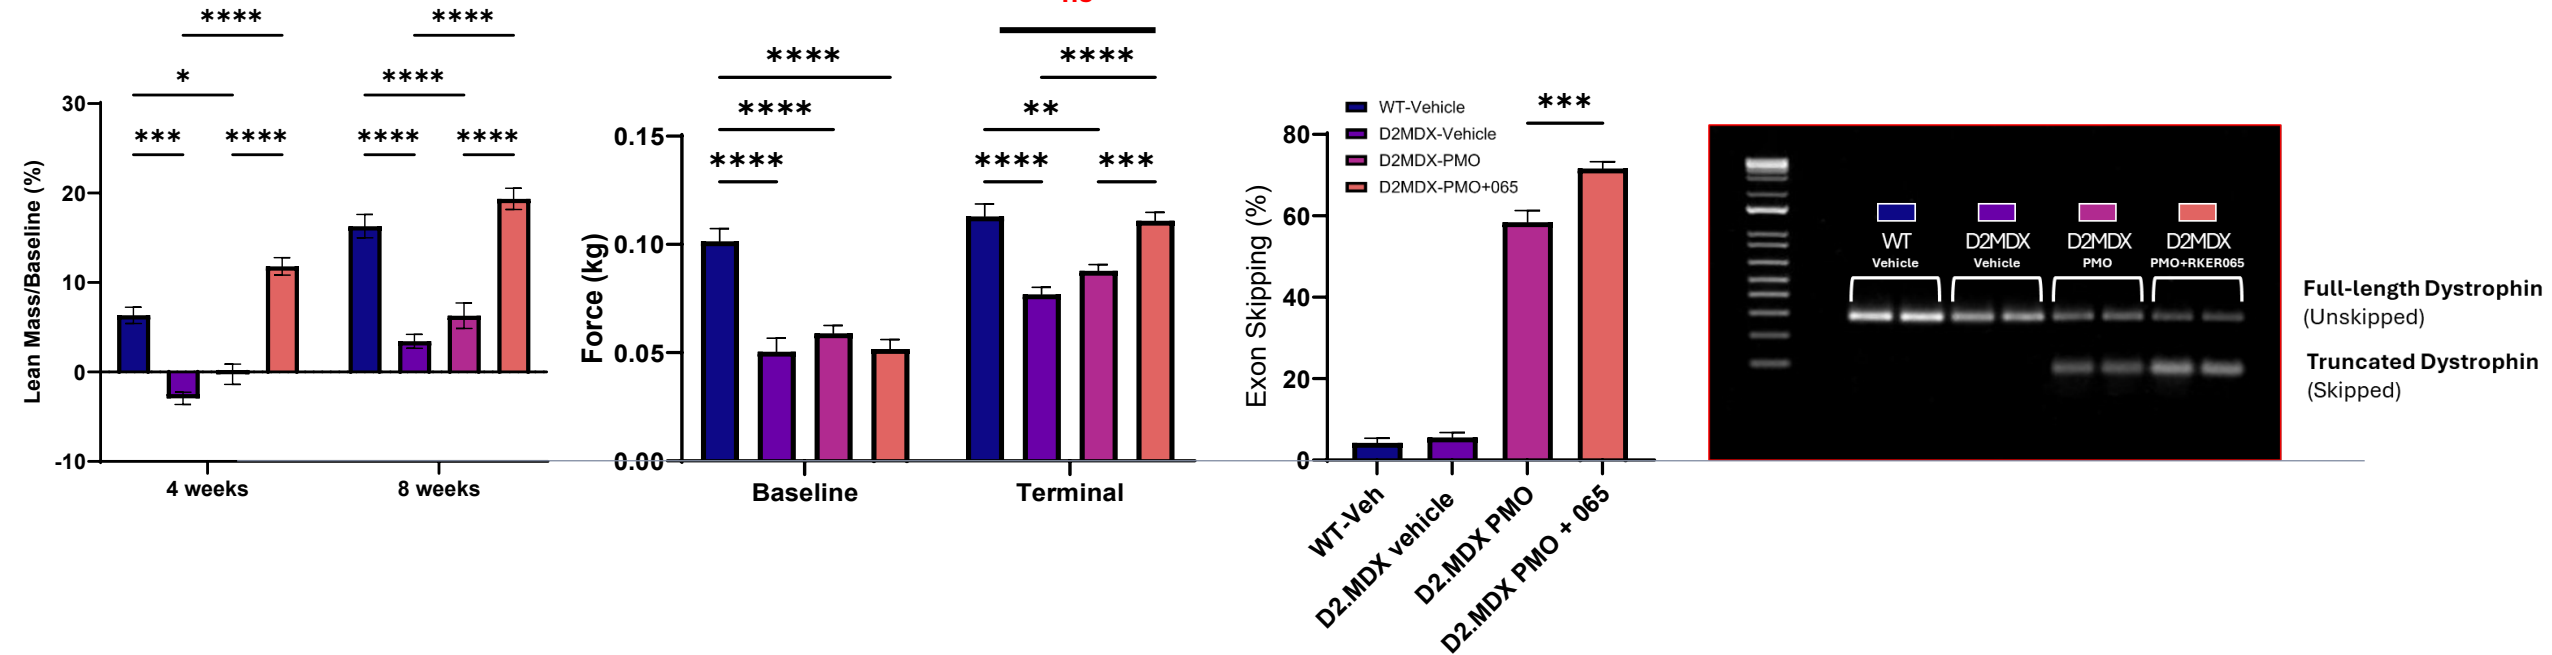 **** ****
* ****
*** **** **** ****
Lean Mass/Baseline (%)
30
20
10
0
-10
4 weeks
8 weeks
****
**** ****
**** **
**** **** ***
Force (kg)
0.15
0.10
0.05
0.00
Baseline
Terminal
WT-Vehicle
D2MDX-Vehicle
D2MDX-PMO
D2MDX-PMO+065
***
Exon Skipping (%)
80
60
40
20
0
WT-Veh
D2.MDX vehicle
D2.MDX PMO
D2.MDX PMO + 065
WT
Vehicle
D2MDX
Vehicle
D2MDX
PMO
D2MDX
PMO+RKER065
Full-length Dystrophin
(Unskipped)
Truncated Dystrophin
(Skipped)